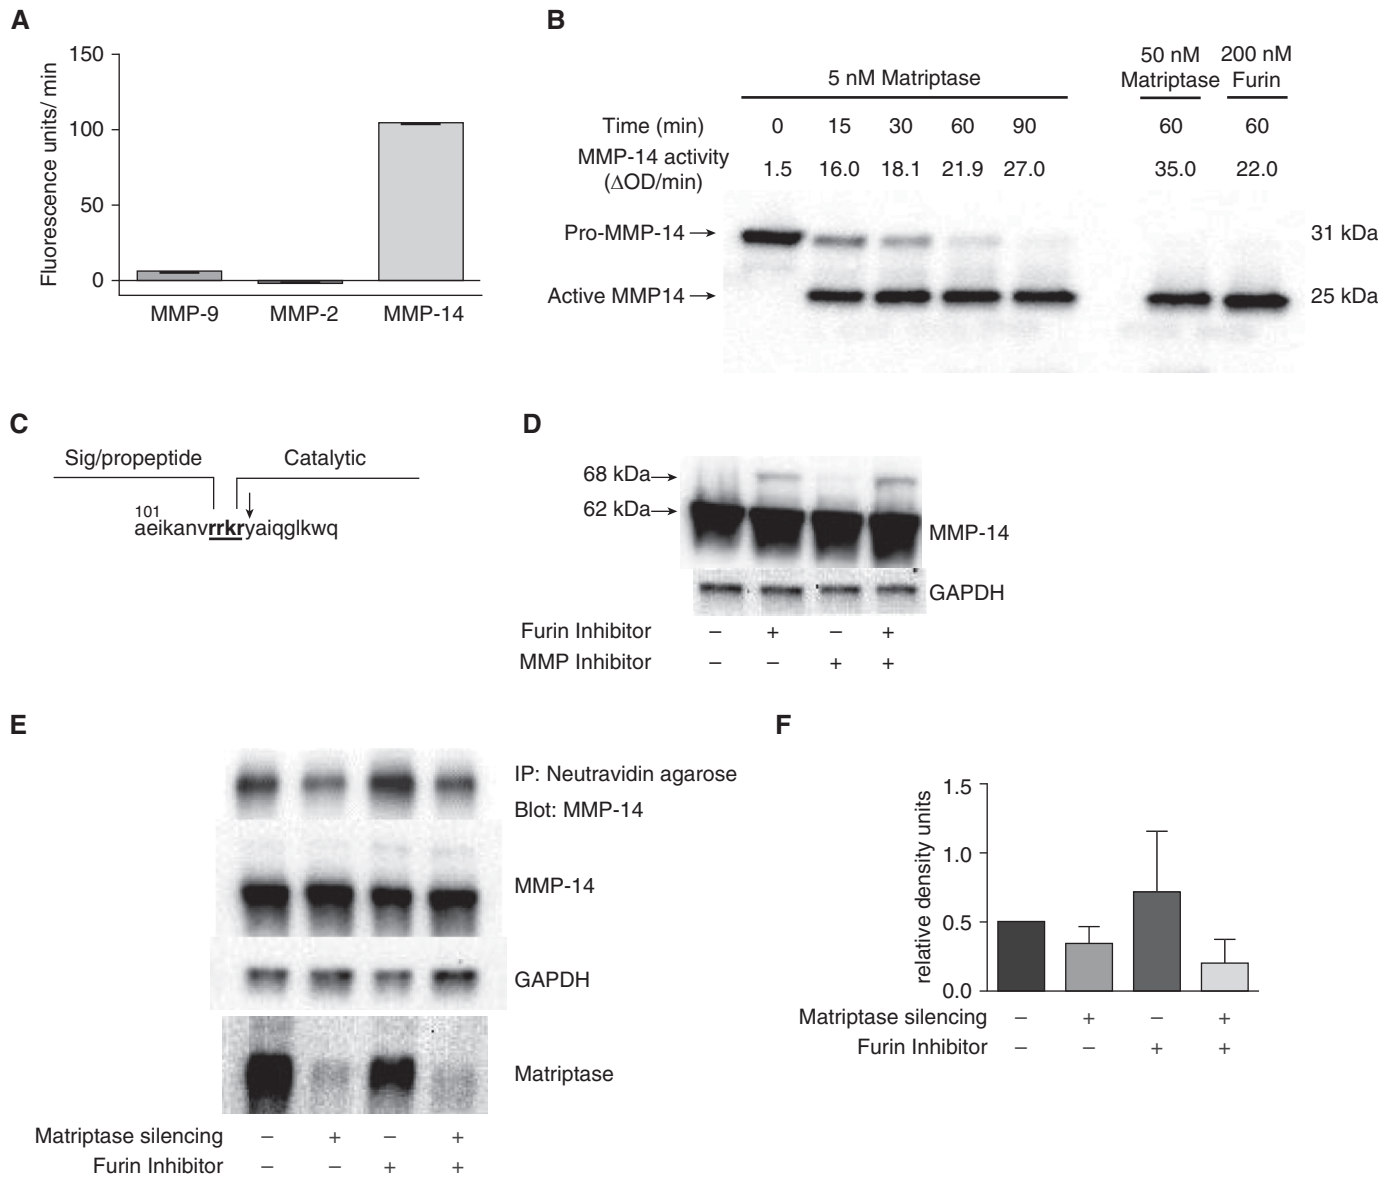 A
Fluorescence units/ min
150
100
50
0
MMP-9 MMP-2 MMP-14
B
5 nM Matriptase
50 nM Matriptase
200 nM Furin
Time (min) 0 15 30 60 90 60 60
MMP-14 activity 1.5 16.0 18.1 21.9 27.0 35.0 22.0
(ΔOD/min)
Pro-MMP-14 31 kDa
Active MMP14 25 kDa
C
Sig/propeptide Catalytic
101
aeikanvrrkryaiqglkwq
D
68 kDa
62 kDa
MMP-14
GAPDH
Furin Inhibitor – + – +
MMP Inhibitor – – + +
E
IP: Neutravidin agarose
Blot: MMP-14
MMP-14
GAPDH
Matriptase
Matriptase silencing – + – +
Furin Inhibitor – – + +
F
relative density units
1.5
1.0
0.5
0.0
Matriptase silencing – + – +
Furin Inhibitor – – + +